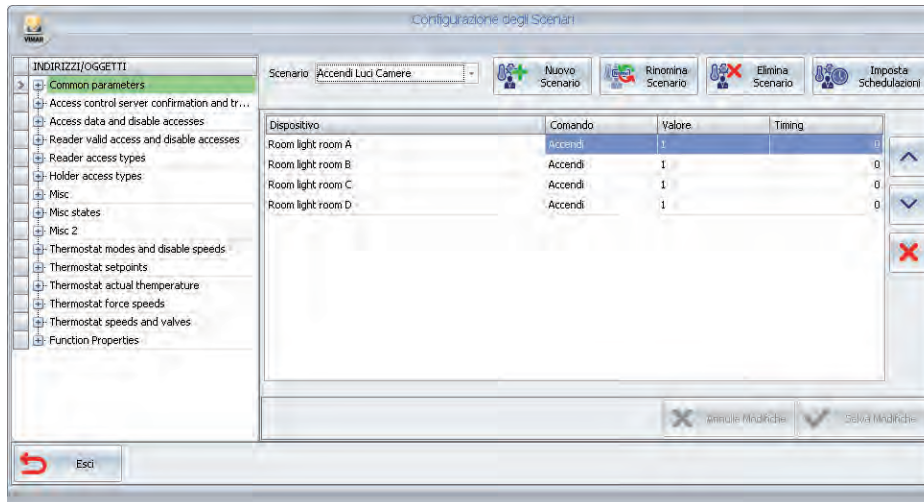 Configurazione degli Scenari
VIMAR
INDIRIZZI/OGGETTI
Common parameters
Access control server confirmation and tr...
Access data and disable accesses
Reader valid access and disable accesses
Reader access types
Holder access types
Misc
Misc states
Misc 2
Thermostat modes and disable speeds
Thermostat setpoints
Thermostat actual themperature
Thermostat force speeds
Thermostat speeds and valves
Function Properties
Scenario Accendi Luci Camere
Nuovo Scenario
Rinomina Scenario
Elimina Scenario
Imposta Schedulazioni
Dispositivo Comando Valore Timing
Room light room A Accendi 1 0
Room light room B Accendi 1 0
Room light room C Accendi 1 0
Room light room D Accendi 1 0
Annulla Modifiche Salva Modifiche
Esci